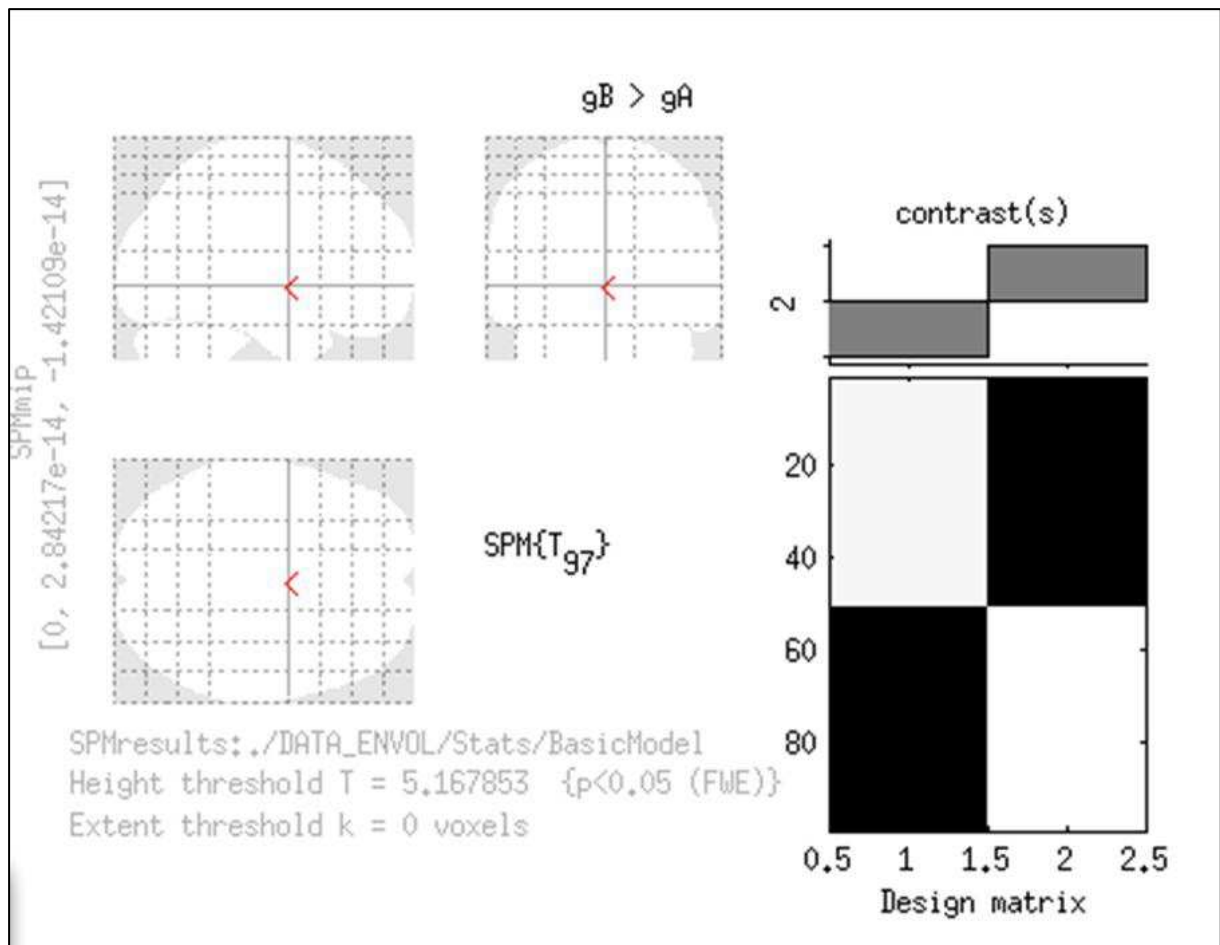 gB > gA
SPMmip
[0, 2.84217e-14, -1.42109e-14]
contrast(s)
2
SPM{T97}
20
40
60
80
0.5 1 1.5 2 2.5
Design matrix
SPMresults:./DATA_ENVOL/Stats/BasicModel
Height threshold T = 5.167853 {p<0.05 (FWE)}
Extent threshold k = 0 voxels